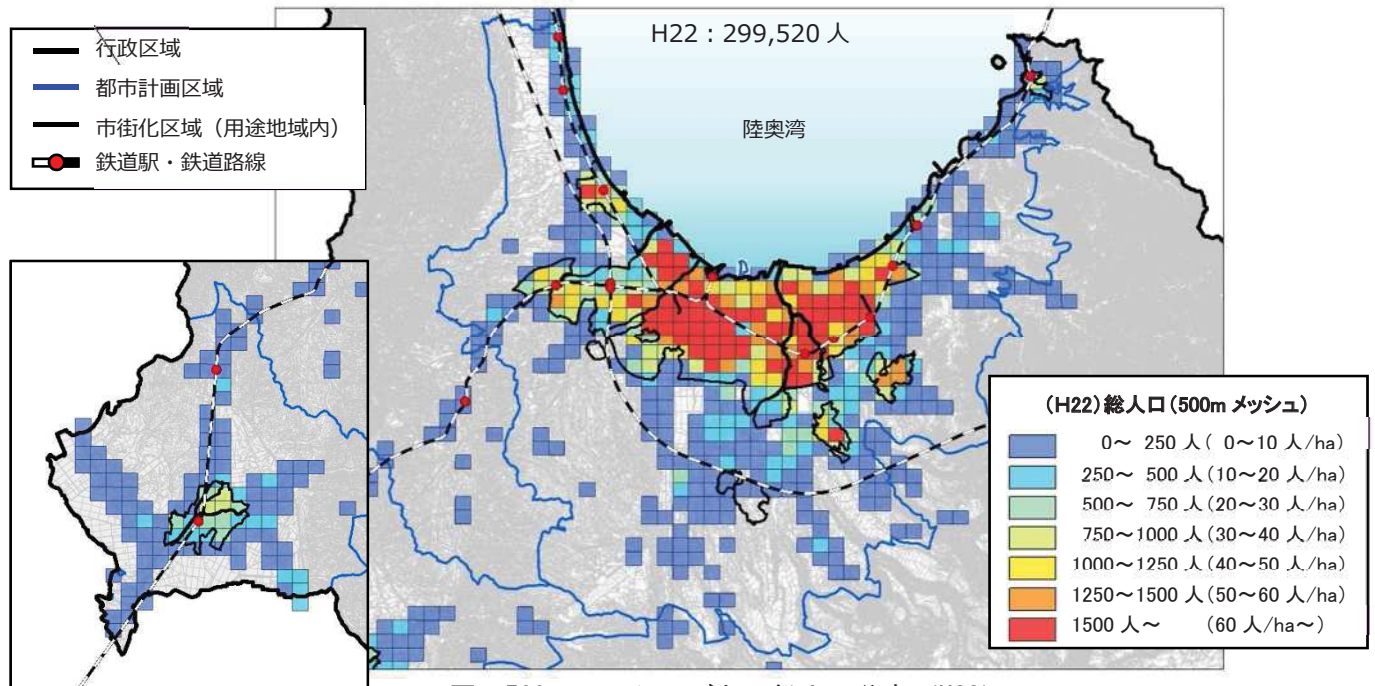 行政区域
都市計画区域
市街化区域（用途地域内）
鉄道駅・鉄道路線
H22：299,520 人
陸奥湾
(H22)総人口(500m メッシュ)
0～ 250 人( 0～10 人/ha)
250～ 500 人(10～20 人/ha)
500～ 750 人(20～30 人/ha)
750～1000 人(30～40 人/ha)
1000～1250 人(40～50 人/ha)
1250～1500 人(50～60 人/ha)
1500 人～ (60 人/ha～)